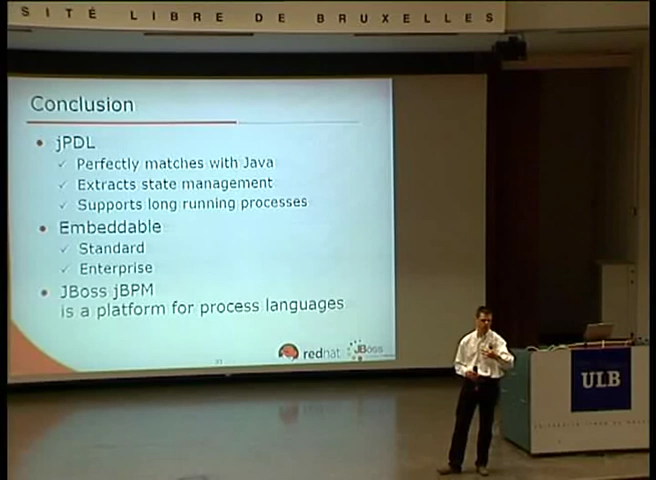 SITÉ LIBRE DE BRUXELLES
Conclusion
• jPDL
✓ Perfectly matches with Java
✓ Extracts state management
✓ Supports long running processes
• Embeddable
✓ Standard
✓ Enterprise
• JBoss jBPM
is a platform for process languages
redhat JBoss
ULB